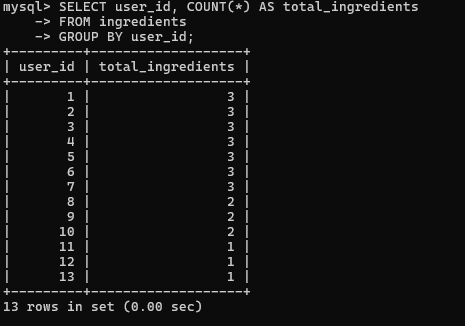 mysql> SELECT user_id, COUNT(*) AS total_ingredients
    -> FROM ingredients
    -> GROUP BY user_id;
+---------+-------------------+
| user_id | total_ingredients |
+---------+-------------------+
|       1 |                 3 |
|       2 |                 3 |
|       3 |                 3 |
|       4 |                 3 |
|       5 |                 3 |
|       6 |                 3 |
|       7 |                 3 |
|       8 |                 2 |
|       9 |                 2 |
|      10 |                 2 |
|      11 |                 1 |
|      12 |                 1 |
|      13 |                 1 |
+---------+-------------------+
13 rows in set (0.00 sec)